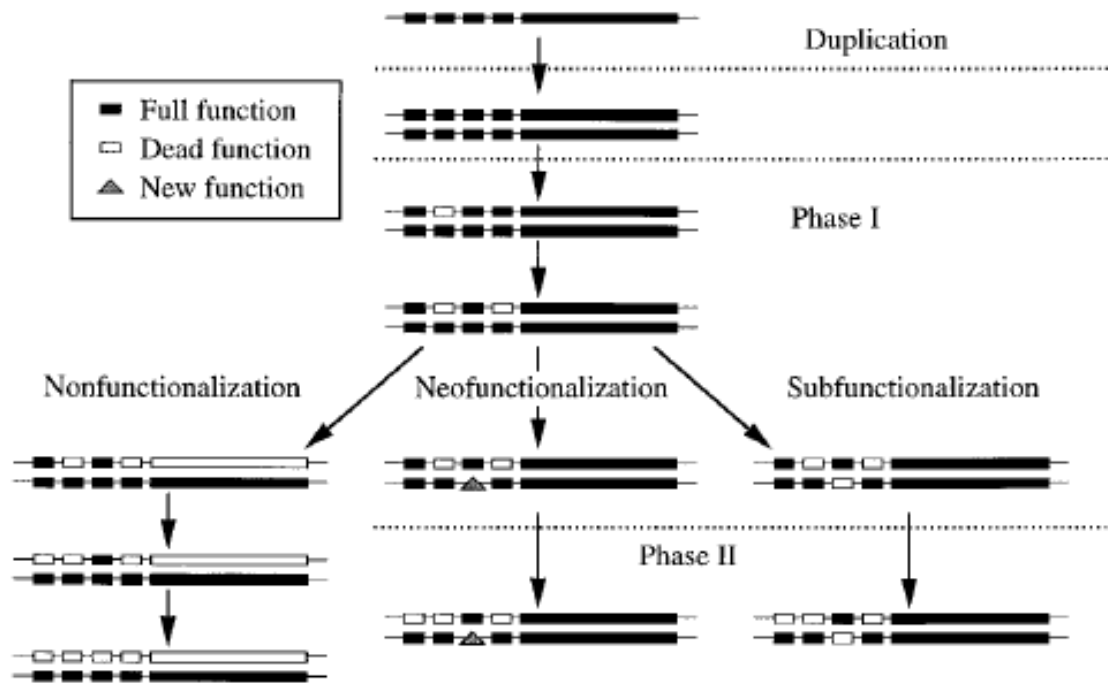 Duplication
Full function
Dead function
New function
Phase I
Nonfunctionalization
Neofunctionalization
Subfunctionalization
Phase II